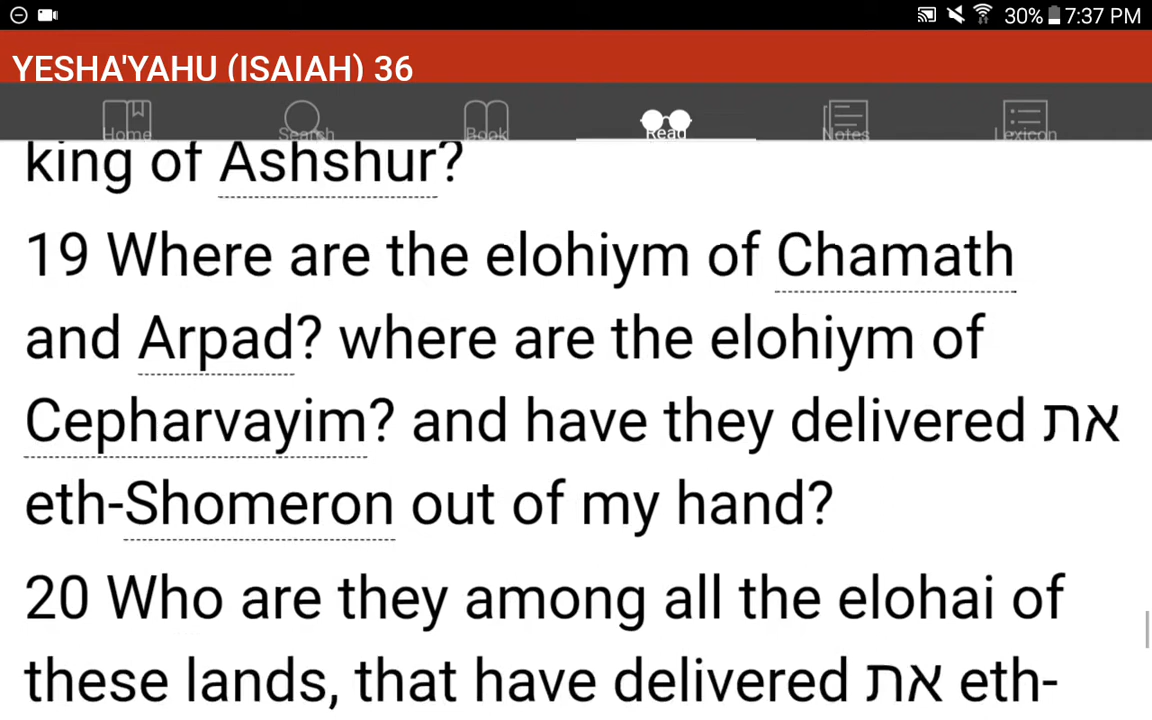 30% 7:37 PM
YESHA'YAHU (ISAIAH) 36
Home Search Book Read Notes Lexicon
king of Ashshur?
19 Where are the elohiym of Chamath
and Arpad? where are the elohiym of
Cepharvayim? and have they delivered את
eth-Shomeron out of my hand?
20 Who are they among all the elohai of
these lands, that have delivered את eth-